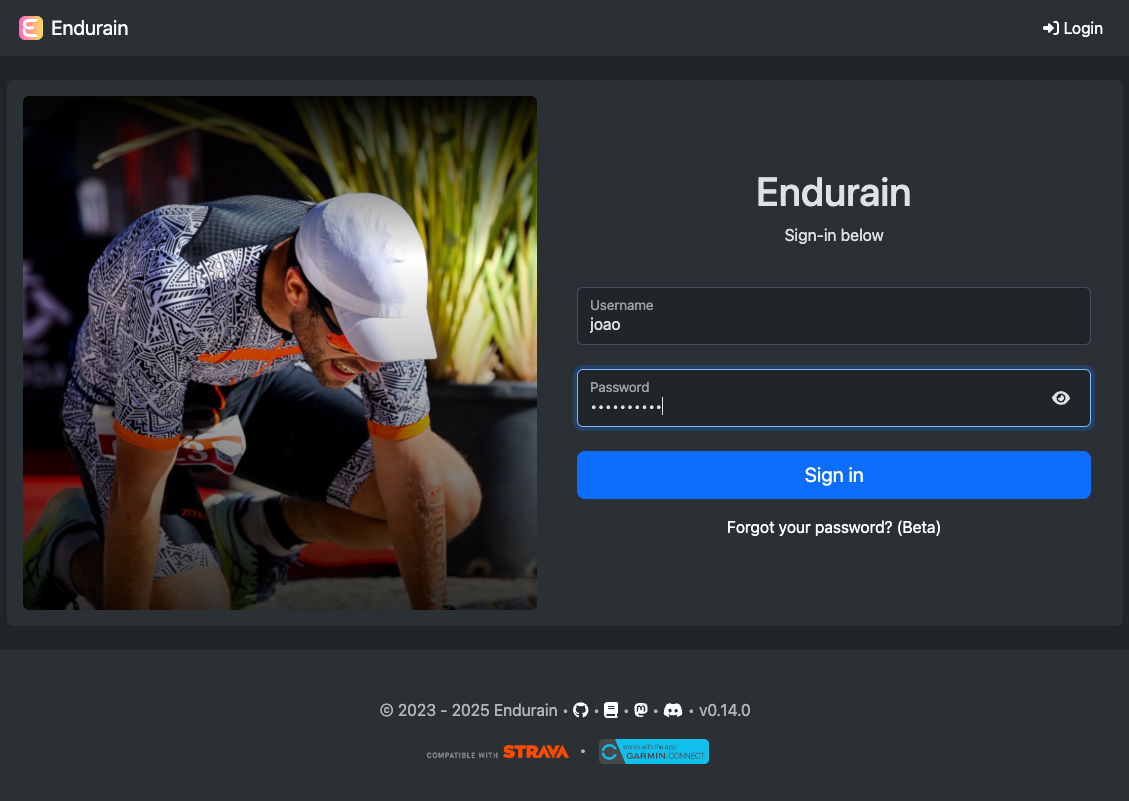 Endurain
Login
Endurain
Sign-in below
Username
joao
Password
••••••••••
Sign in
Forgot your password? (Beta)
© 2023 - 2025 Endurain • • • • • v0.14.0
COMPATIBLE WITH STRAVA •
works with the app
GARMIN CONNECT